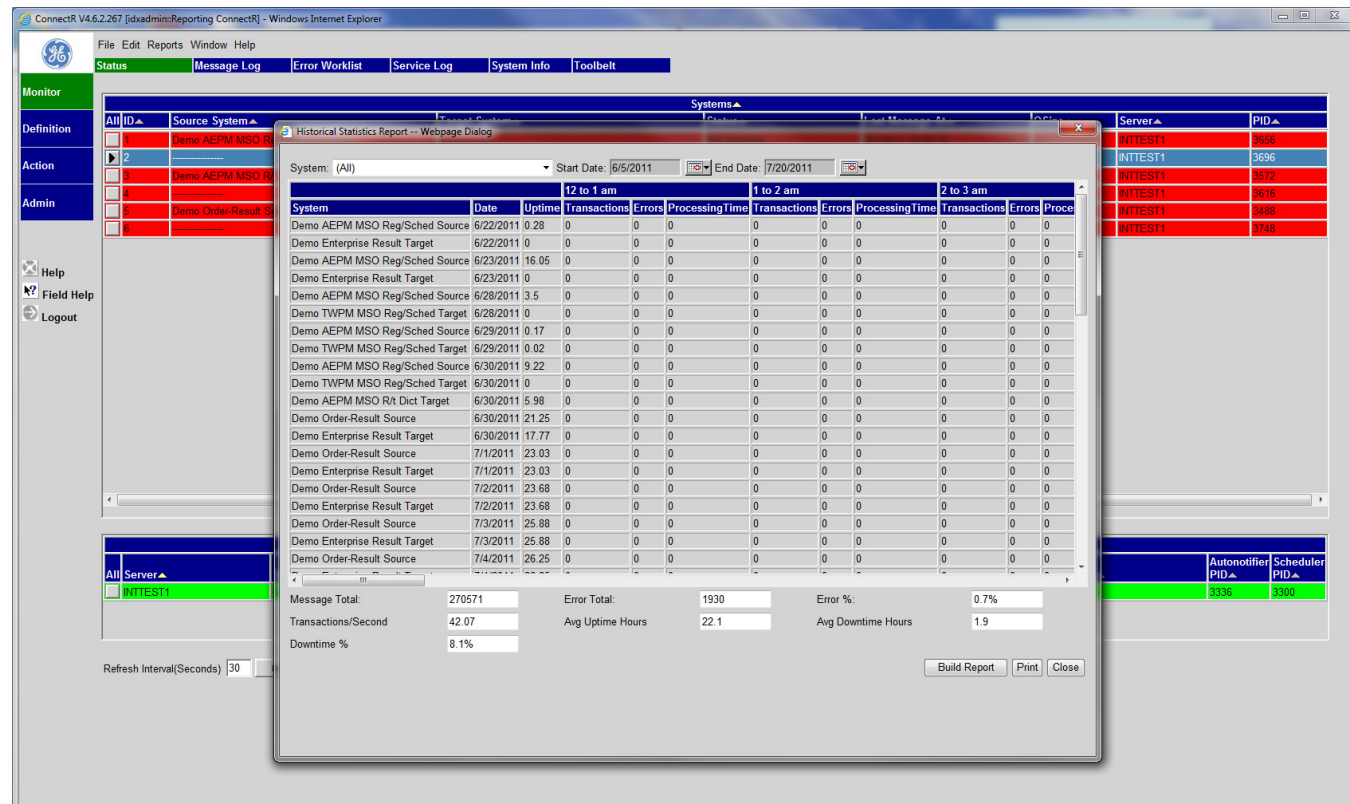 ConnectR V4.6.2.267 [idxadmin::Reporting ConnectR] - Windows Internet Explorer
File Edit Reports Window Help
Status Message Log Error Worklist Service Log System Info Toolbelt
Monitor
Definition
Action
Admin
Help
Field Help
Logout
Systems
All ID Source System Server PID
1 Demo AEPM MSO INTTEST1 3656
2 ---------------- INTTEST1 3696
3 Demo AEPM MSO INTTEST1 3572
4 ---------------- INTTEST1 3516
5 Demo Order-Result INTTEST1 3488
6 ---------------- INTTEST1 3748
Historical Statistics Report -- Webpage Dialog
System: (All) Start Date: 6/5/2011 End Date: 7/20/2011
12 to 1 am 1 to 2 am 2 to 3 am
System Date Uptime Transactions Errors ProcessingTime Transactions Errors ProcessingTime Transactions Errors Proce
Demo AEPM MSO Reg/Sched Source 6/22/2011 0.28 0 0 0 0 0 0 0 0 0
Demo Enterprise Result Target 6/22/2011 0 0 0 0 0 0 0 0 0 0
Demo AEPM MSO Reg/Sched Source 6/23/2011 16.05 0 0 0 0 0 0 0 0 0
Demo Enterprise Result Target 6/23/2011 0 0 0 0 0 0 0 0 0 0
Demo AEPM MSO Reg/Sched Source 6/28/2011 3.5 0 0 0 0 0 0 0 0 0
Demo TWPM MSO Reg/Sched Target 6/28/2011 0 0 0 0 0 0 0 0 0 0
Demo AEPM MSO Reg/Sched Source 6/29/2011 0.17 0 0 0 0 0 0 0 0 0
Demo TWPM MSO Reg/Sched Target 6/29/2011 0.02 0 0 0 0 0 0 0 0 0
Demo AEPM MSO Reg/Sched Source 6/30/2011 9.22 0 0 0 0 0 0 0 0 0
Demo TWPM MSO Reg/Sched Target 6/30/2011 0 0 0 0 0 0 0 0 0 0
Demo AEPM MSO R/t Dict Target 6/30/2011 5.98 0 0 0 0 0 0 0 0 0
Demo Order-Result Source 6/30/2011 21.25 0 0 0 0 0 0 0 0 0
Demo Enterprise Result Target 6/30/2011 17.77 0 0 0 0 0 0 0 0 0
Demo Order-Result Source 7/1/2011 23.03 0 0 0 0 0 0 0 0 0
Demo Enterprise Result Target 7/1/2011 23.03 0 0 0 0 0 0 0 0 0
Demo Order-Result Source 7/2/2011 23.68 0 0 0 0 0 0 0 0 0
Demo Enterprise Result Target 7/2/2011 23.68 0 0 0 0 0 0 0 0 0
Demo Order-Result Source 7/3/2011 25.88 0 0 0 0 0 0 0 0 0
Demo Enterprise Result Target 7/3/2011 25.88 0 0 0 0 0 0 0 0 0
Demo Order-Result Source 7/4/2011 26.25 0 0 0 0 0 0 0 0 0
Message Total: 270571 Error Total: 1930 Error %: 0.7%
Transactions/Second 42.07 Avg Uptime Hours 22.1 Avg Downtime Hours 1.9
Downtime % 8.1%
Build Report Print Close
All Server Autonotifier PID Scheduler PID
INTTEST1 3336 3300
Refresh Interval(Seconds) 30